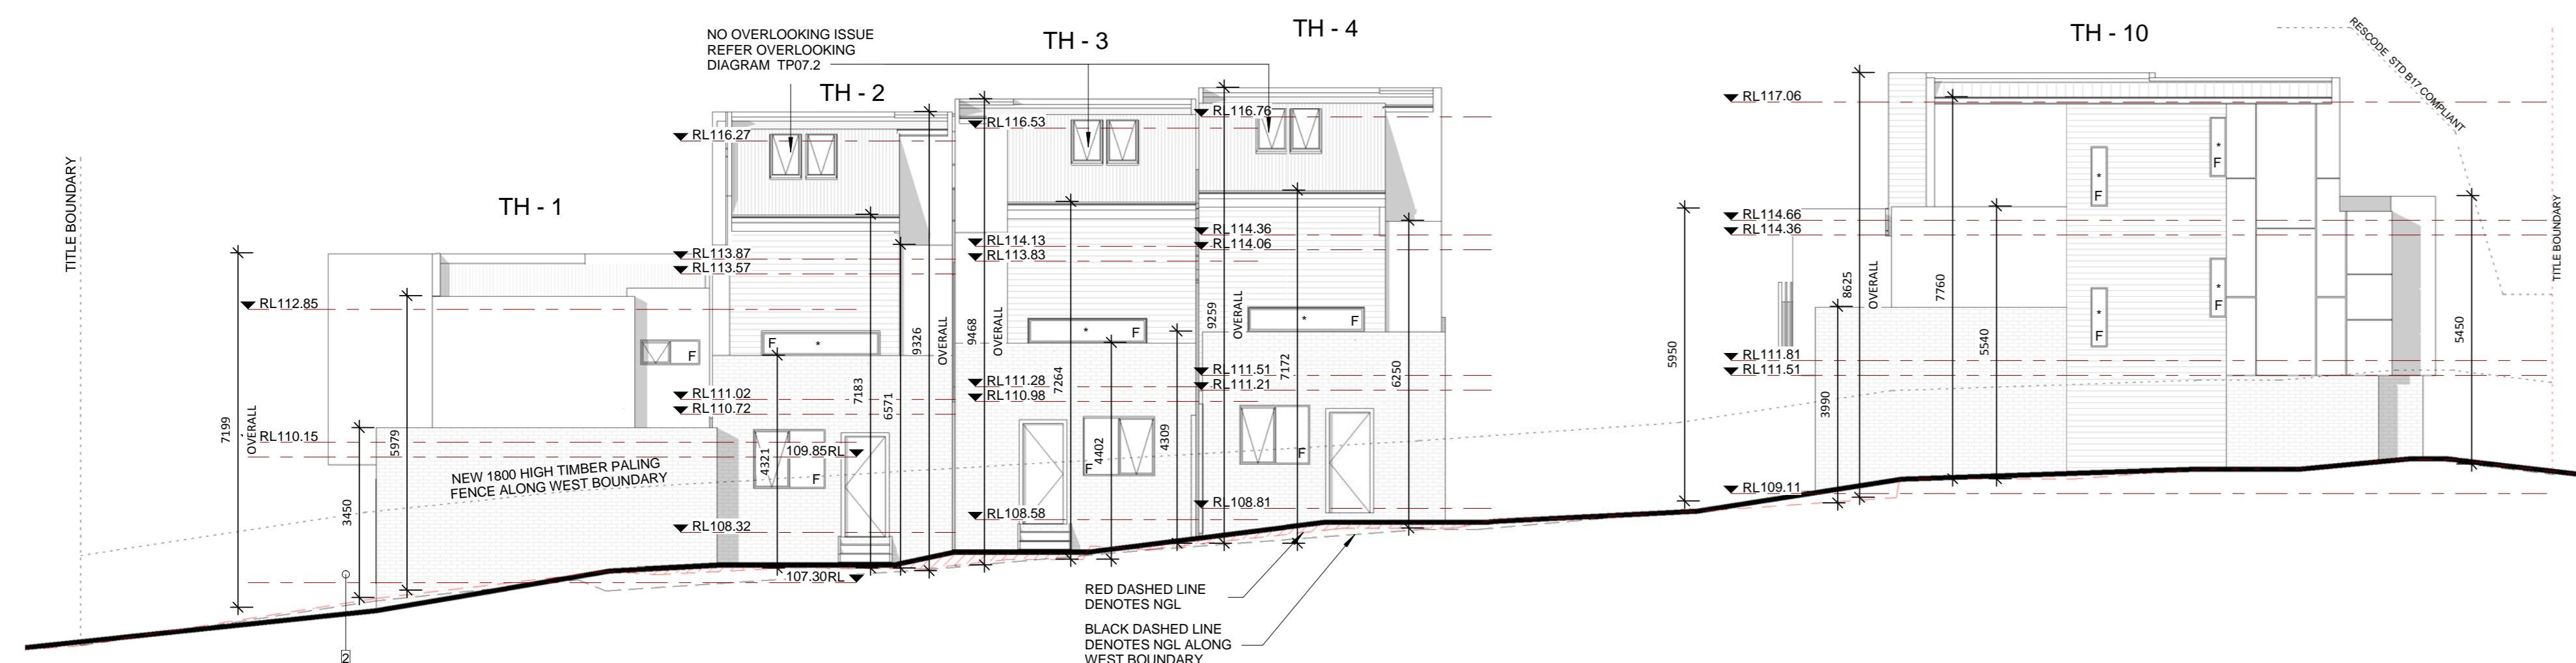 NO OVERLOOKING ISSUE
REFER OVERLOOKING
DIAGRAM TP07.2
TH - 1
TH - 2
TH - 3
TH - 4
TH - 10
TITLE BOUNDARY
RESCODE STD B17 COMPLIANT
TITLE BOUNDARY
7199
OVERALL
RL112.85
RL110.15
3450
5979
NEW 1800 HIGH TIMBER PALING
FENCE ALONG WEST BOUNDARY
2
F
RL116.27
RL113.87
RL113.57
RL111.02
RL110.72
RL108.32
109.85RL
107.30RL
F *
F
4321
7183
6571
9326
OVERALL
9468
OVERALL
RL116.53
RL114.13
RL113.83
RL111.28
RL110.98
RL108.58
* F
F
7264
4402
4309
RL116.76
RL114.36
RL114.06
RL111.51
RL111.21
RL108.81
9259
OVERALL
* F
F
7172
6250
RED DASHED LINE
DENOTES NGL
BLACK DASHED LINE
DENOTES NGL ALONG
WEST BOUNDARY
RL117.06
RL114.66
RL114.36
RL111.81
RL111.51
RL109.11
5950
3990
8625
OVERALL
7760
5540
*
F
*
F
*
F
*
F
5450